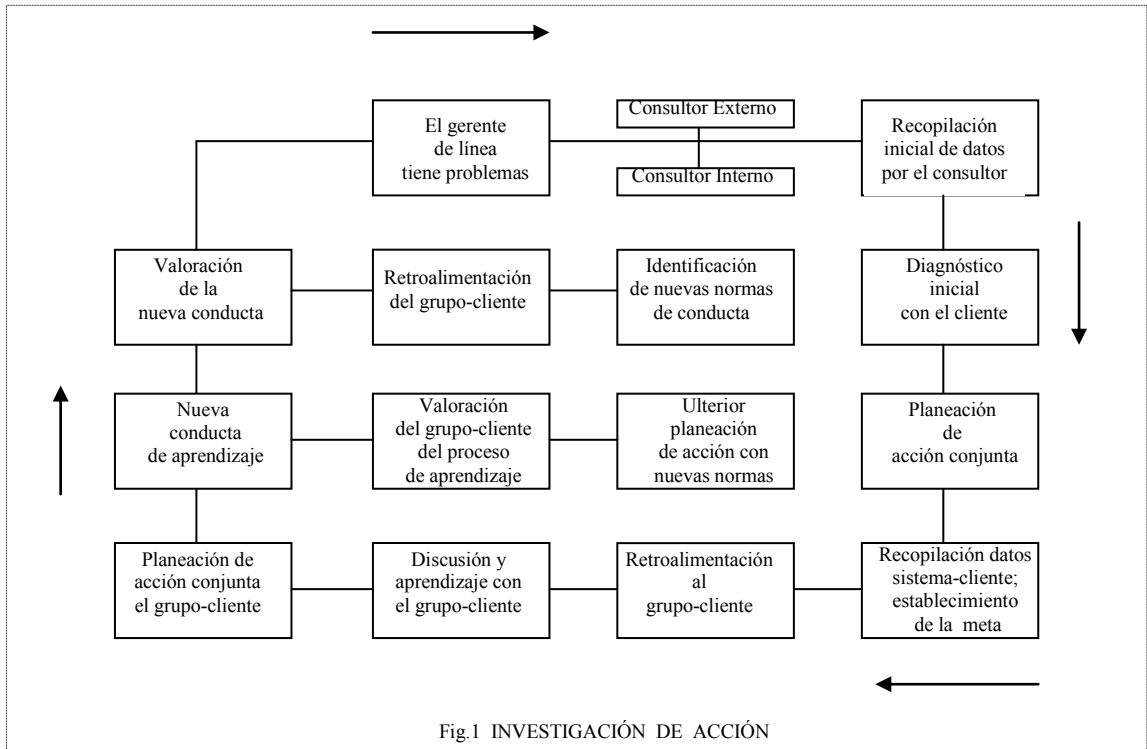 Consultor Externo
El gerente
de línea
tiene problemas
Consultor Interno
Recopilación
inicial de datos
por el consultor
Valoración
de la
nueva conducta
Retroalimentación
del grupo-cliente
Identificación
de nuevas normas
de conducta
Diagnóstico
inicial
con el cliente
Nueva
conducta
de aprendizaje
Valoración
del grupo-cliente
del proceso
de aprendizaje
Ulterior
planeación
de acción con
nuevas normas
Planeación
de
acción conjunta
Planeación de
acción conjunta
el grupo-cliente
Discusión y
aprendizaje con
el grupo-cliente
Retroalimentación
al
grupo-cliente
Recopilación datos
sistema-cliente;
establecimiento
de la meta
Fig.1 INVESTIGACIÓN DE ACCIÓN